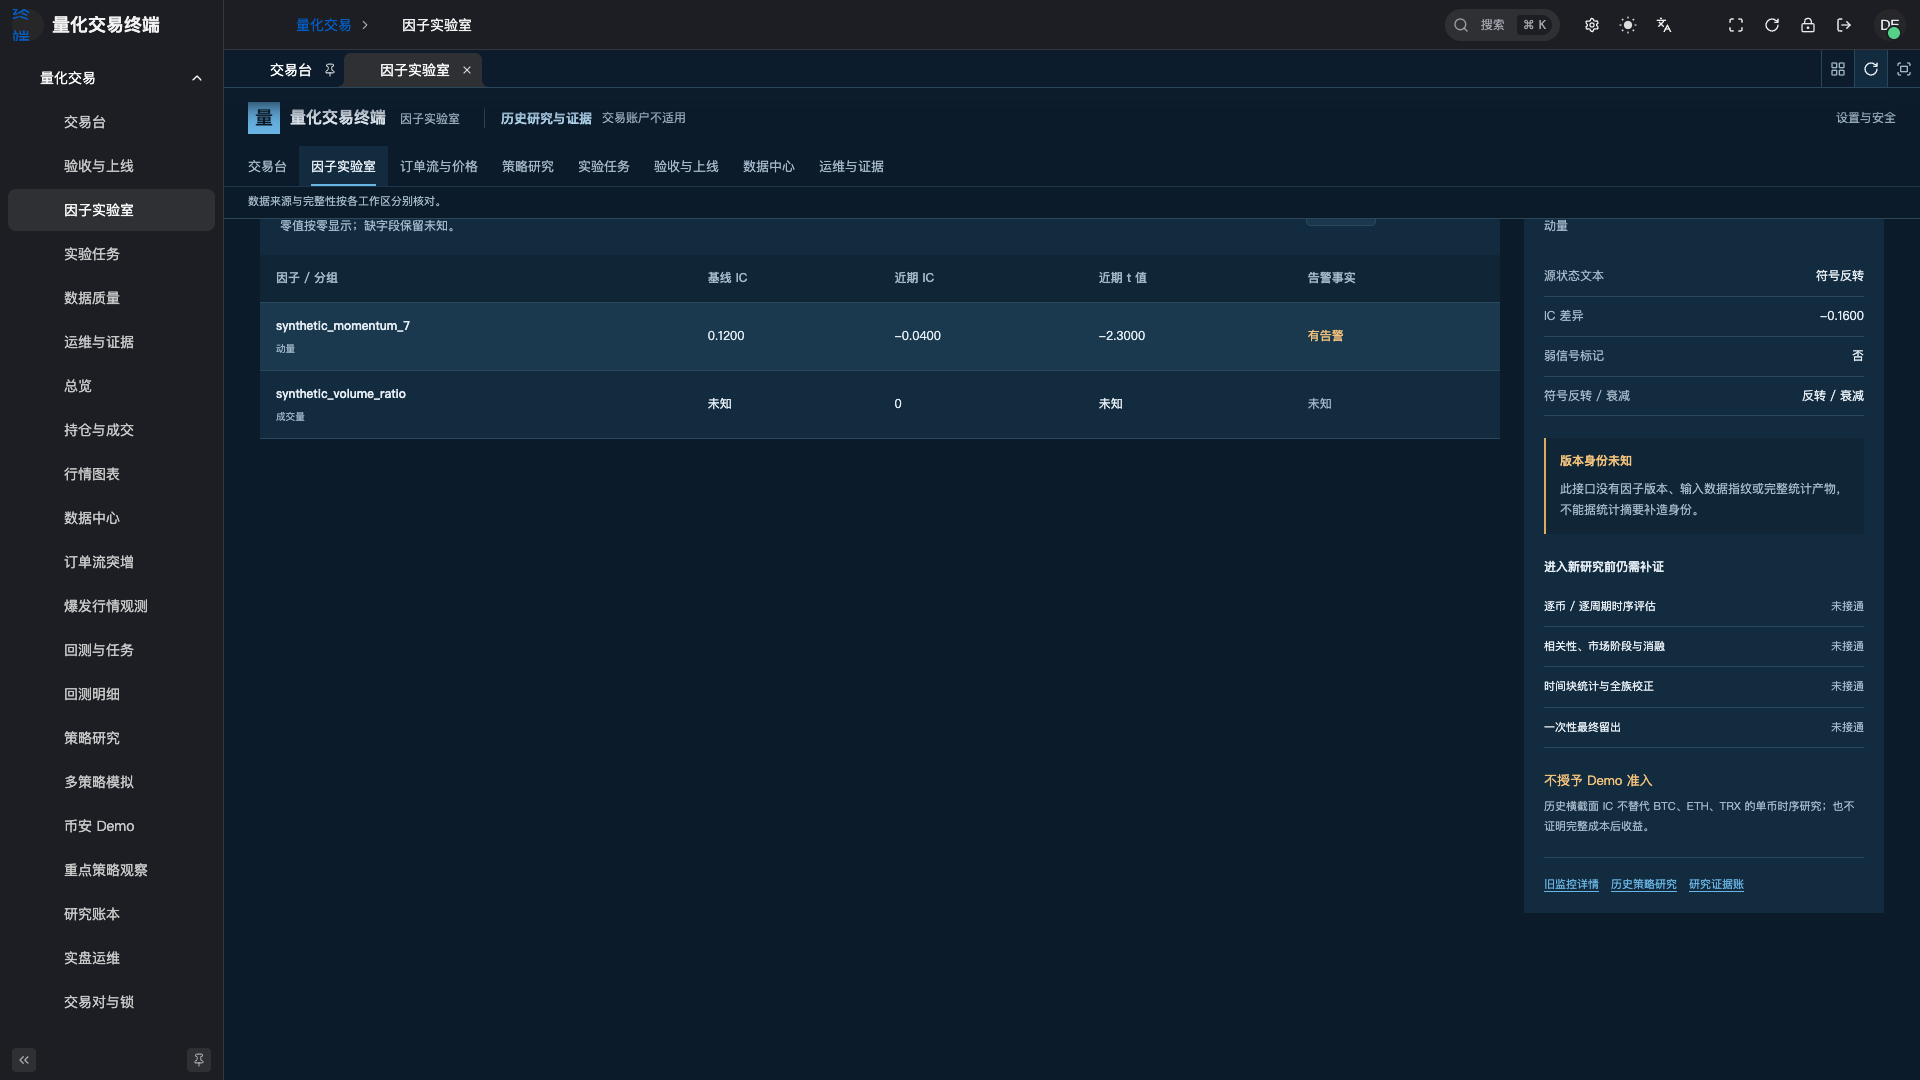 量化交易终端
量化交易
交易台
验收与上线
因子实验室
实验任务
数据质量
运维与证据
总览
持仓与成交
行情图表
数据中心
订单流突增
爆发行情观测
回测与任务
回测明细
策略研究
多策略模拟
币安 Demo
重点策略观察
研究账本
实盘运维
交易对与锁
量化交易 > 因子实验室
搜索 ⌘ K
交易台 因子实验室 ×
量 量化交易终端 因子实验室 历史研究与证据 交易账户不适用 设置与安全
交易台 因子实验室 订单流与价格 策略研究 实验任务 验收与上线 数据中心 运维与证据
数据来源与完整性按各工作区分别核对。
零值按零显示；缺字段保留未知。
因子 / 分组 基线 IC 近期 IC 近期 t 值 告警事实
synthetic_momentum_7
动量
0.1200 −0.0400 −2.3000 有告警
synthetic_volume_ratio
成交量
未知 0 未知 未知
动量
源状态文本 符号反转
IC 差异 −0.1600
弱信号标记 否
符号反转 / 衰减 反转 / 衰减
版本身份未知
此接口没有因子版本、输入数据指纹或完整统计产物，
不能据统计摘要补造身份。
进入新研究前仍需补证
逐币 / 逐周期时序评估 未接通
相关性、市场阶段与消融 未接通
时间块统计与全族校正 未接通
一次性最终留出 未接通
不授予 Demo 准入
历史横截面 IC 不替代 BTC、ETH、TRX 的单币时序研究；也不
证明完整成本后收益。
旧监控详情 历史策略研究 研究证据账